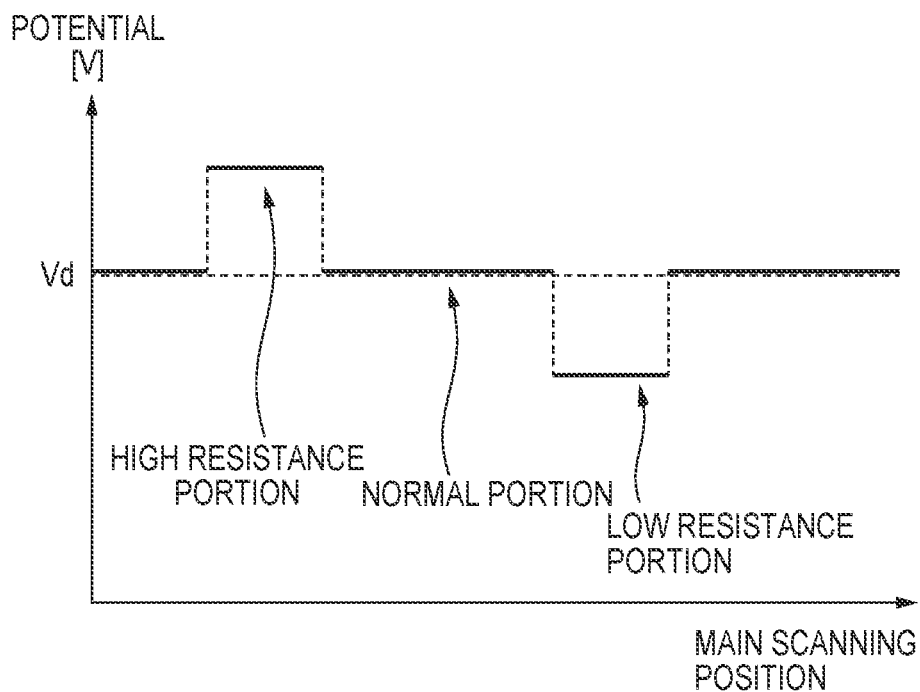 POTENTIAL
[V]
Vd
HIGH RESISTANCE
PORTION
NORMAL PORTION
LOW RESISTANCE
PORTION
MAIN SCANNING
POSITION